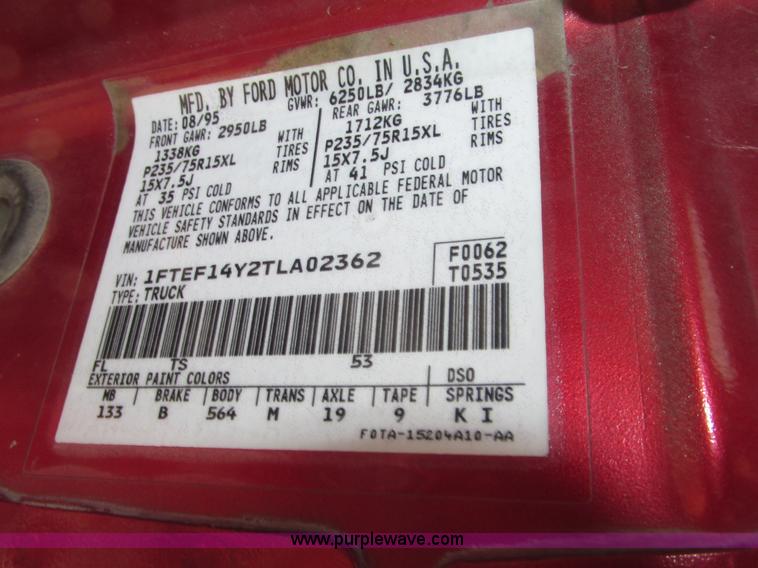 MFD. BY FORD MOTOR CO. IN U.S.A.
DATE: 08/95 GVWR: 6250LB/ 2834KG
FRONT GAWR: 2950LB REAR GAWR: 3776LB
1338KG WITH 1712KG WITH
P235/75R15XL TIRES P235/75R15XL TIRES
15X7.5J RIMS 15X7.5J RIMS
AT 35 PSI COLD AT 41 PSI COLD
THIS VEHICLE CONFORMS TO ALL APPLICABLE FEDERAL MOTOR
VEHICLE SAFETY STANDARDS IN EFFECT ON THE DATE OF
MANUFACTURE SHOWN ABOVE.
VIN: 1FTEF14Y2TLA02362 F0062
TYPE: TRUCK T0535
FL TS 53
EXTERIOR PAINT COLORS DSO
WB BRAKE BODY TRANS AXLE TAPE SPRINGS
133 B 564 M 19 9 K I
F0TA-15204A10-AA
www.purplewave.com